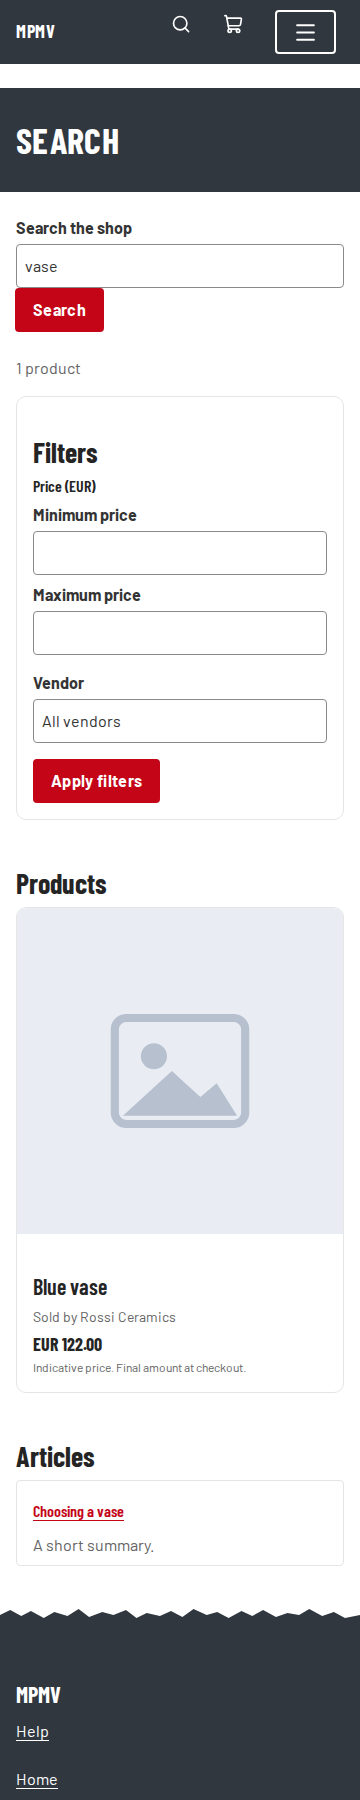 MPMV
SEARCH
Search the shop
vase
Search
1 product
Filters
Price (EUR)
Minimum price
Maximum price
Vendor
All vendors
Apply filters
Products
Blue vase
Sold by Rossi Ceramics
EUR 122.00
Indicative price. Final amount at checkout.
Articles
Choosing a vase
A short summary.
MPMV
Help
Home